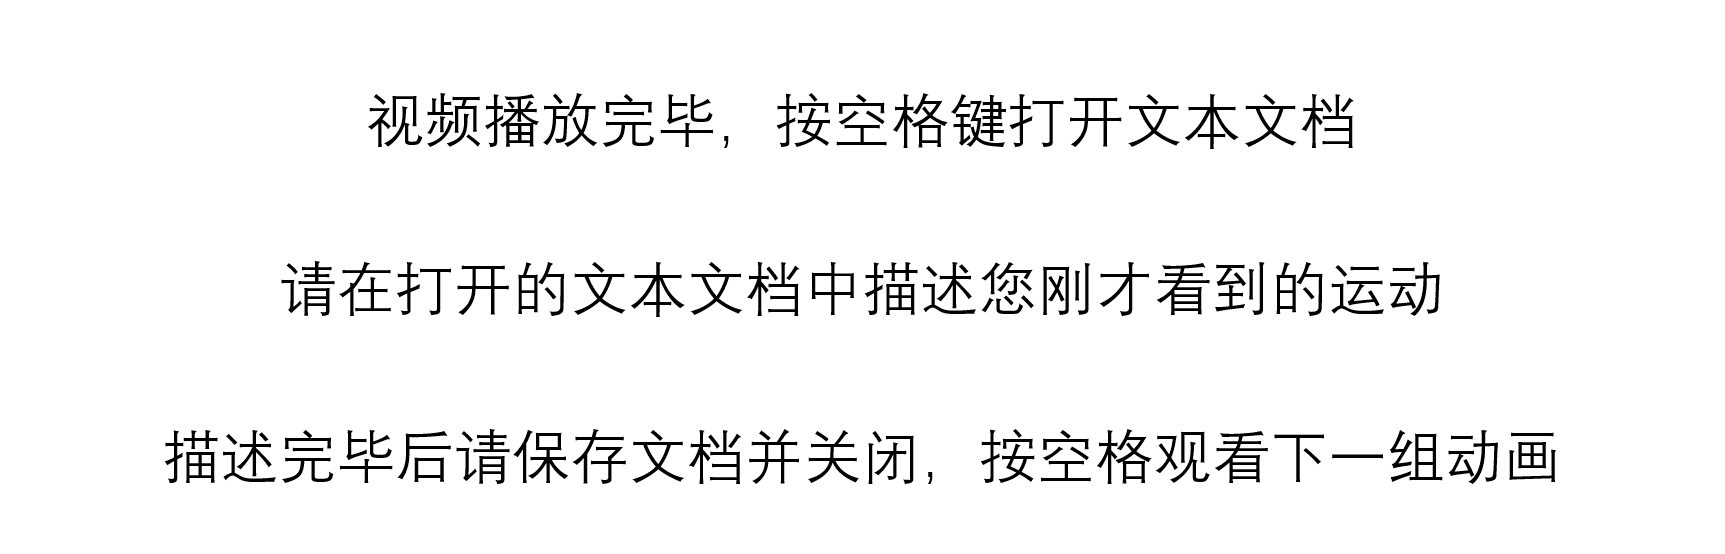 视频播放完毕，按空格键打开文本文档
请在打开的文本文档中描述您刚才看到的运动
描述完毕后请保存文档并关闭，按空格观看下一组动画